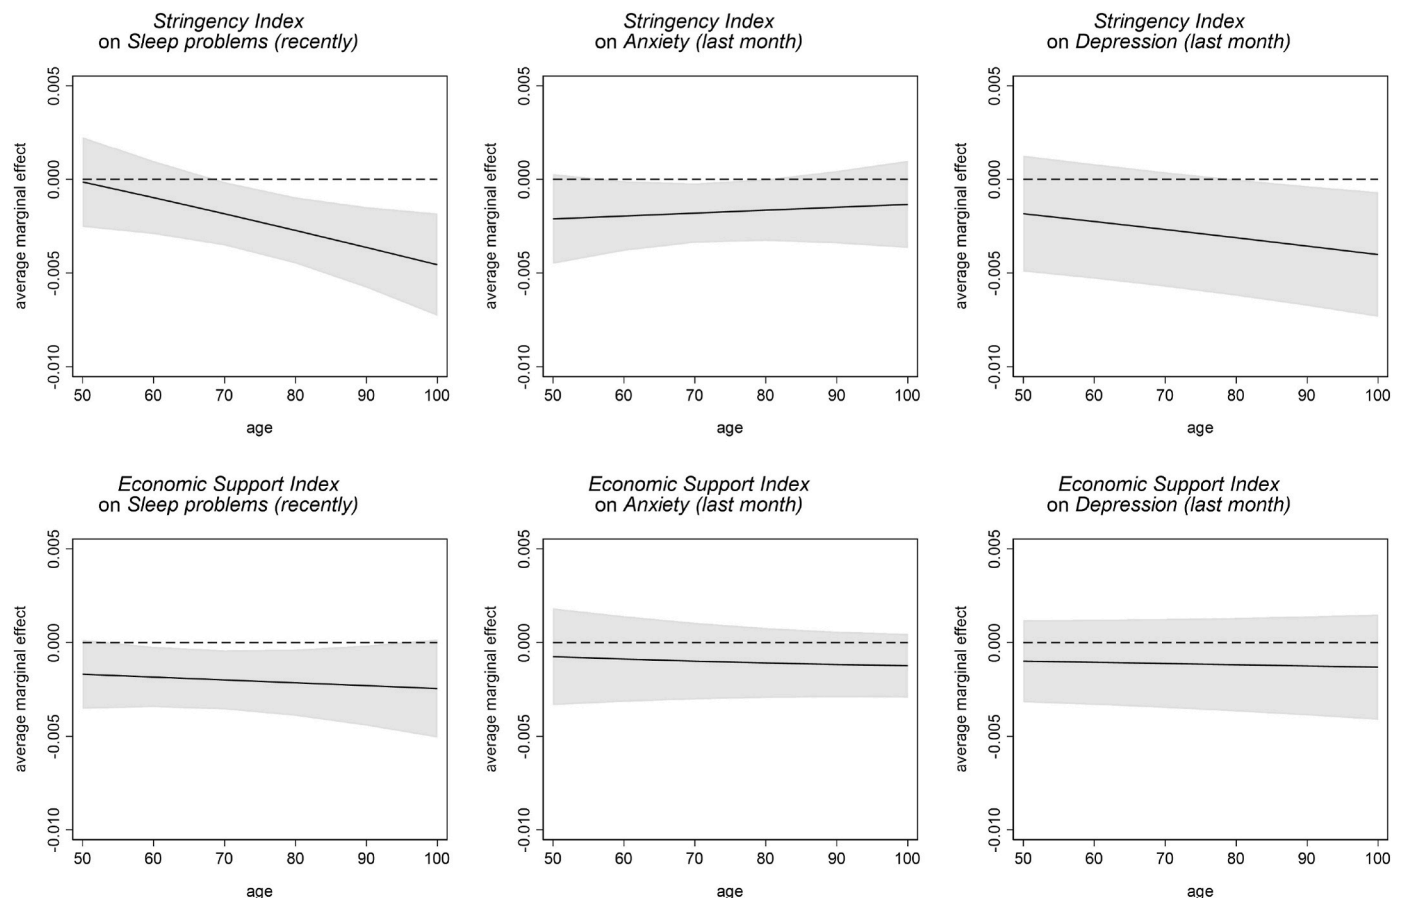 Stringency Index
on Sleep problems (recently)
Stringency Index
on Anxiety (last month)
Stringency Index
on Depression (last month)
average marginal effect
0.005
0.000
-0.005
-0.010
50 60 70 80 90 100
age
average marginal effect
0.005
0.000
-0.005
-0.010
50 60 70 80 90 100
age
average marginal effect
0.005
0.000
-0.005
-0.010
50 60 70 80 90 100
age
Economic Support Index
on Sleep problems (recently)
Economic Support Index
on Anxiety (last month)
Economic Support Index
on Depression (last month)
average marginal effect
0.005
0.000
-0.005
-0.010
50 60 70 80 90 100
age
average marginal effect
0.005
0.000
-0.005
-0.010
50 60 70 80 90 100
age
average marginal effect
0.005
0.000
-0.005
-0.010
50 60 70 80 90 100
age